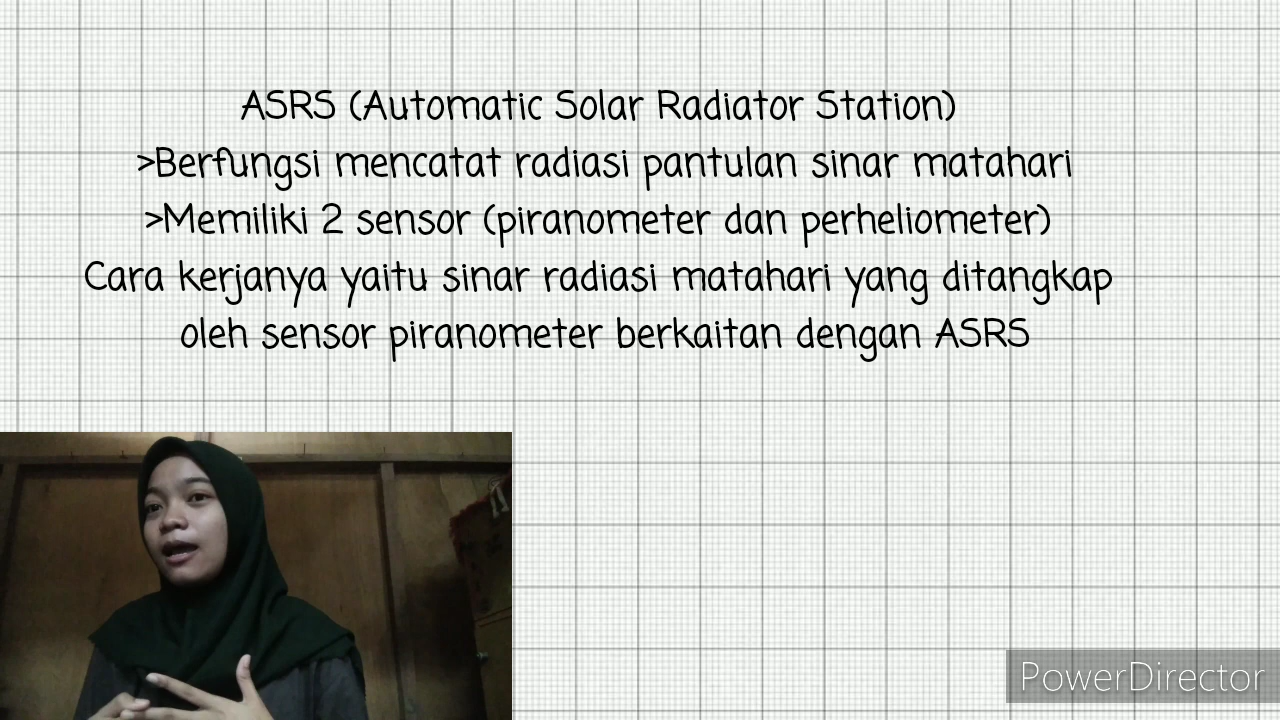 ASRS (Automatic Solar Radiator Station)
>Berfungsi mencatat radiasi pantulan sinar matahari
>Memiliki 2 sensor (piranometer dan perheliometer)
Cara kerjanya yaitu sinar radiasi matahari yang ditangkap
oleh sensor piranometer berkaitan dengan ASRS
PowerDirector